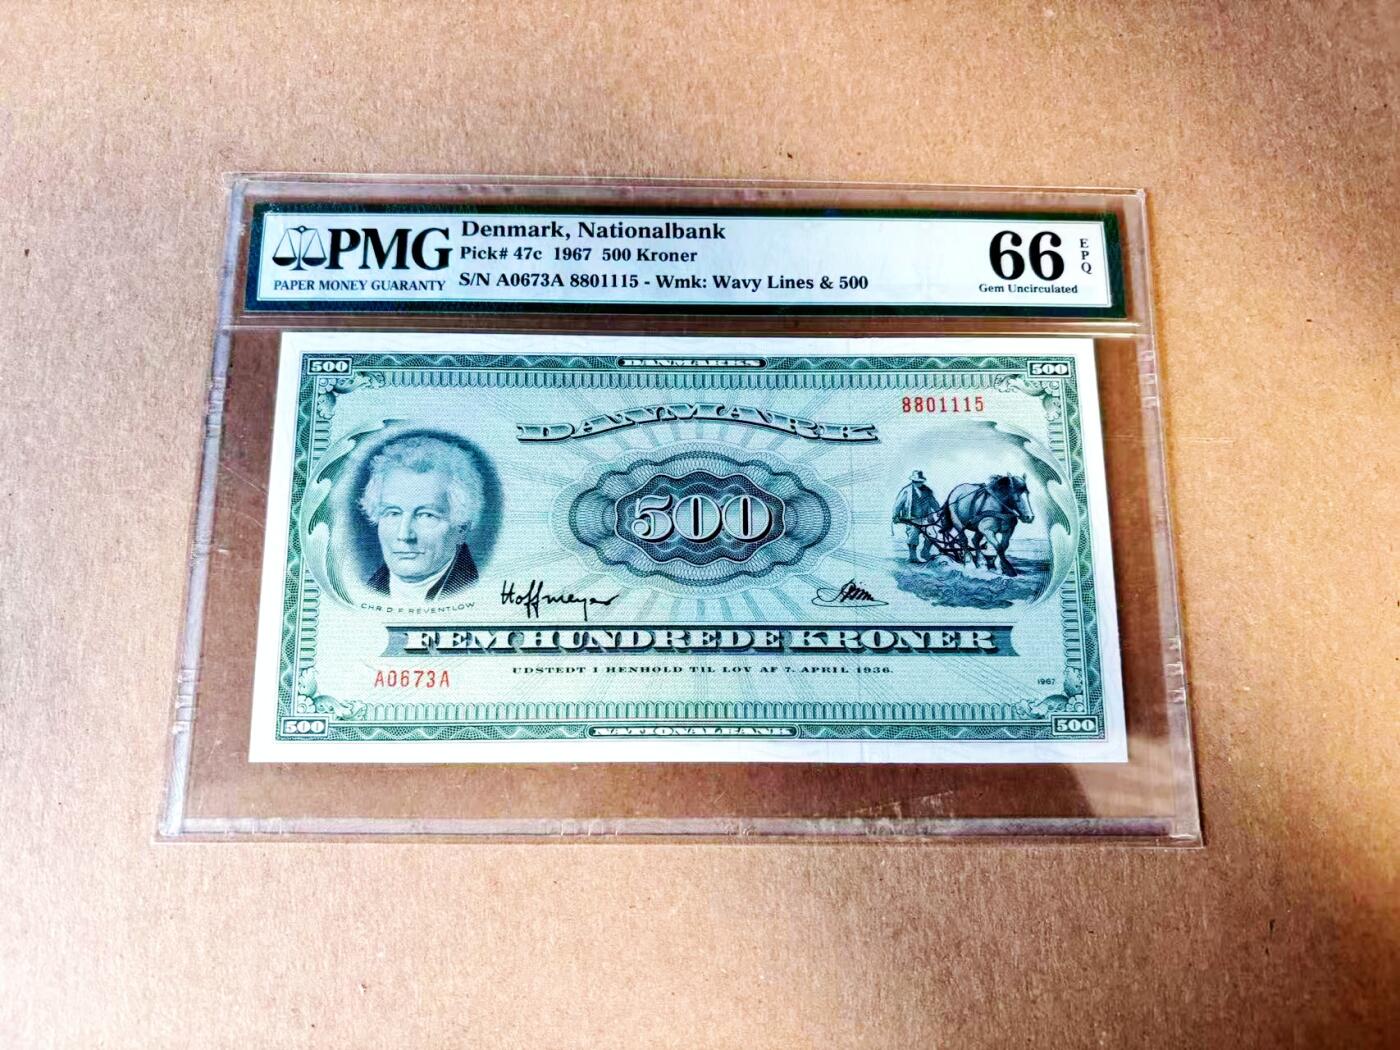 PMG
PAPER MONEY GUARANTY
Denmark, Nationalbank
Pick# 47c 1967 500 Kroner
S/N A0673A 8801115 - Wmk: Wavy Lines & 500
66
EPQ
Gem Uncirculated
500
DANMARKS
500
DANMARK
8801115
500
CHR. D. F. REVENTLOW
Hoffmeyer
FEM HUNDREDE KRONER
UDSTEDT I HENHOLD TIL LOV AF 7. APRIL 1936.
A0673A
1967
500
NATIONALBANK
500